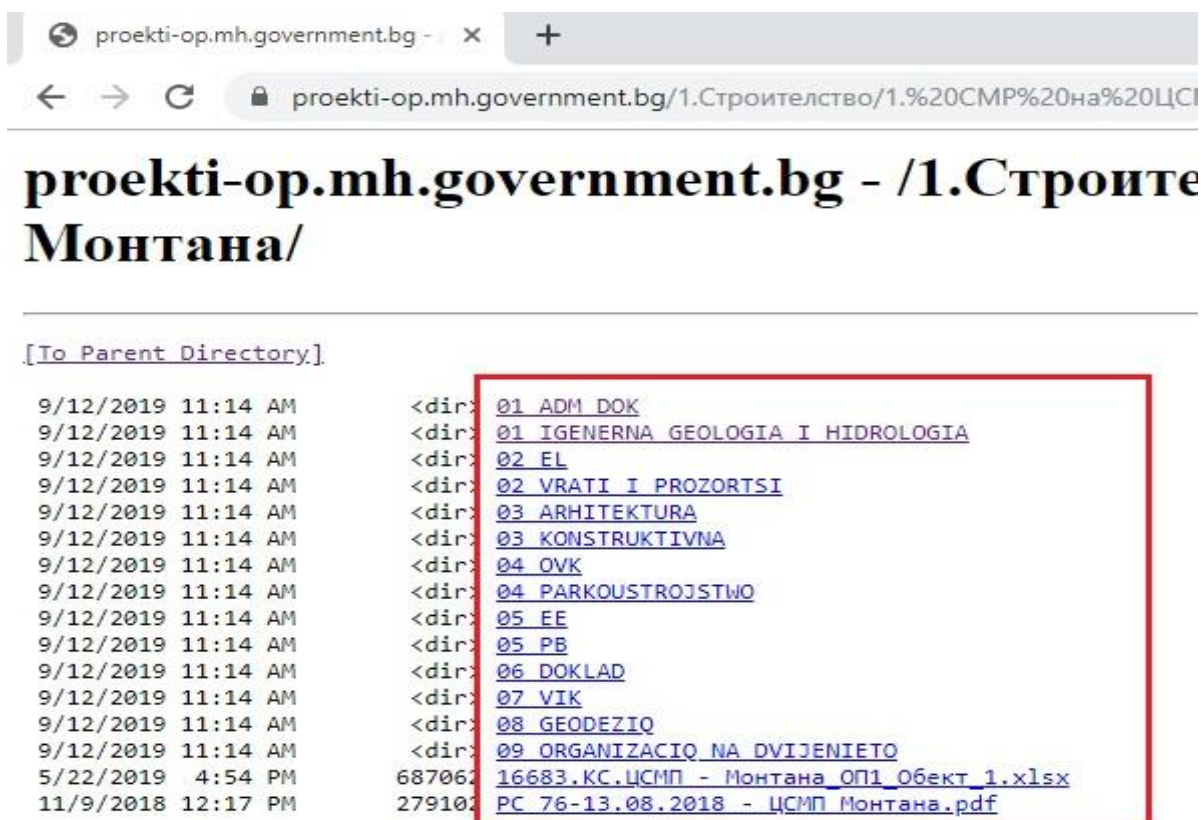 proekti-op.mh.government.bg -
proekti-op.mh.government.bg/1.Строителство/1.%20СМР%20на%20ЦС
proekti-op.mh.government.bg - /1.Строите
Монтана/
[To Parent Directory]
9/12/2019 11:14 AM <dir> 01 ADM DOK
9/12/2019 11:14 AM <dir> 01 IGENERNA GEOLOGIA I HIDROLOGIA
9/12/2019 11:14 AM <dir> 02 EL
9/12/2019 11:14 AM <dir> 02 VRATI I PROZORTSI
9/12/2019 11:14 AM <dir> 03 ARHITEKTURA
9/12/2019 11:14 AM <dir> 03 KONSTRUKTIVNA
9/12/2019 11:14 AM <dir> 04 OVK
9/12/2019 11:14 AM <dir> 04 PARKOUSTROJSTWO
9/12/2019 11:14 AM <dir> 05 EE
9/12/2019 11:14 AM <dir> 05 PB
9/12/2019 11:14 AM <dir> 06 DOKLAD
9/12/2019 11:14 AM <dir> 07 VIK
9/12/2019 11:14 AM <dir> 08 GEODEZIQ
9/12/2019 11:14 AM <dir> 09 ORGANIZACIQ NA DVIJENIETO
5/22/2019 4:54 PM 687062 16683.КС.ЦСМП - Монтана_ОП1_Обект_1.xlsx
11/9/2018 12:17 PM 279102 РС 76-13.08.2018 - ЦСМП Монтана.pdf